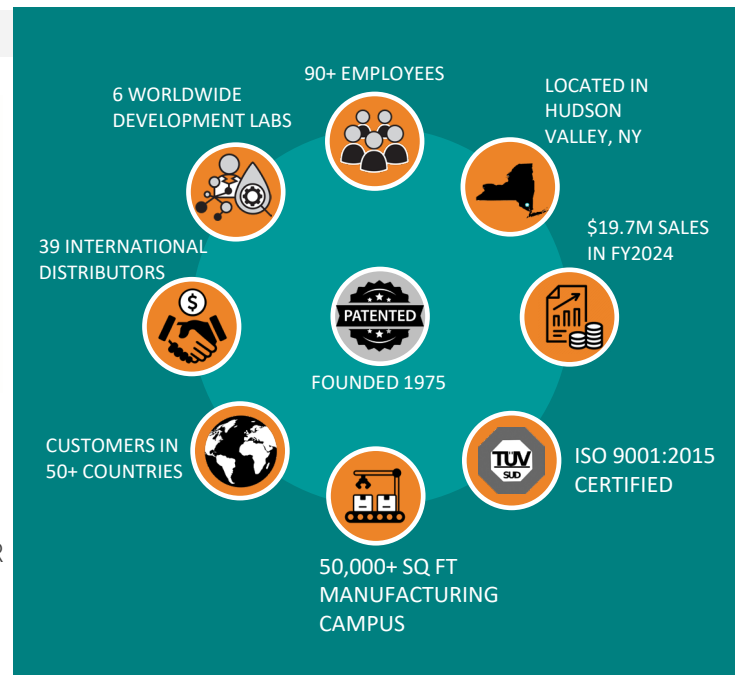 90+ EMPLOYEES
6 WORLDWIDE
DEVELOPMENT LABS
LOCATED IN
HUDSON
VALLEY, NY
39 INTERNATIONAL
DISTRIBUTORS
$
$19.7M SALES
IN FY2024
PATENTED
FOUNDED 1975
CUSTOMERS IN
50+ COUNTRIES
TÜV
SUD
ISO 9001:2015
CERTIFIED
R
50,000+ SQ FT
MANUFACTURING
CAMPUS